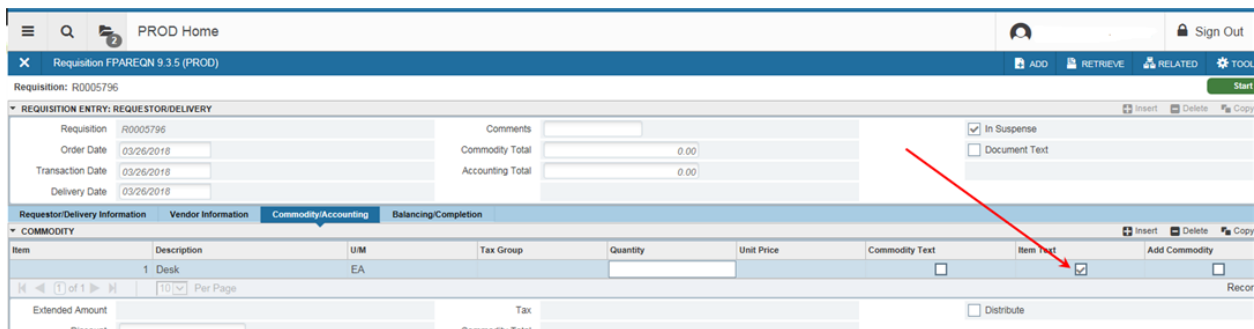 2 PROD Home Sign Out
Requisition FPAREQN 9.3.5 (PROD) ADD RETRIEVE RELATED TOOL
Requisition: R0005796 Start
REQUISITION ENTRY: REQUESTOR/DELIVERY Insert Delete Copy
Requisition R0005796 Comments In Suspense
Order Date 03/26/2018 Commodity Total 0.00 Document Text
Transaction Date 03/26/2018 Accounting Total 0.00
Delivery Date 03/26/2018
Requestor/Delivery Information Vendor Information Commodity/Accounting Balancing/Completion
COMMODITY Insert Delete Copy
Item Description U/M Tax Group Quantity Unit Price Commodity Text Item Text Add Commodity
1 Desk EA
1 of 1 10 Per Page Recor
Extended Amount Tax Distribute
Discount Commodity Total